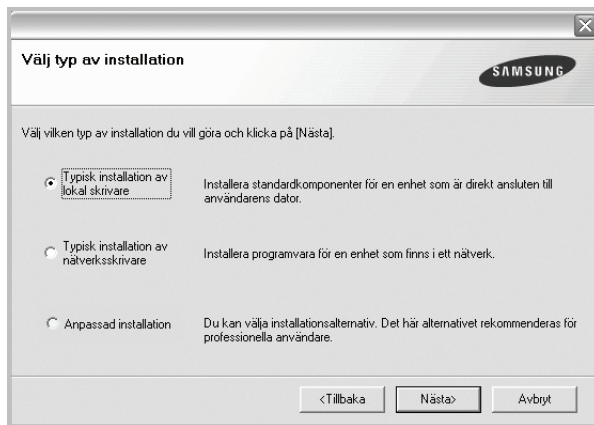 Välj typ av installation
SAMSUNG
Välj vilken typ av installation du vill göra och klicka på [Nästa].
Typisk installation av
lokal skrivare
Installera standardkomponenter för en enhet som är direkt ansluten till
användarens dator.
Typisk installation av
nätverksskrivare
Installera programvara för en enhet som finns i ett nätverk.
Anpassad installation
Du kan välja installationsalternativ. Det här alternativet rekommenderas för
professionella användare.
<Tillbaka
Nästa>
Avbryt